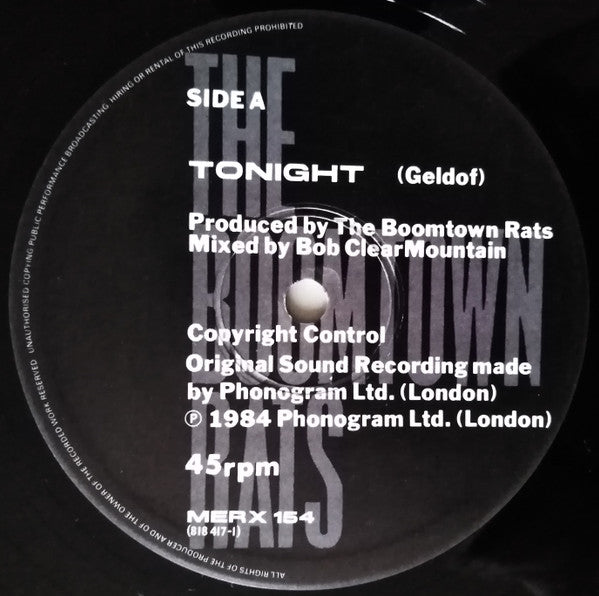 ALL RIGHTS OF THE PRODUCER AND OF THE OWNER OF THE RECORDED WORK RESERVED UNAUTHORISED COPYING PUBLIC PERFORMANCE BROADCASTING HIRING OR RENTAL OF THIS RECORDING PROHIBITED
THE
BOOMTOWN
RATS
SIDE A
TONIGHT (Geldof)
Produced by The Boomtown Rats
Mixed by Bob ClearMountain
Copyright Control
Original Sound Recording made
by Phonogram Ltd. (London)
Ⓟ 1984 Phonogram Ltd. (London)
45rpm
MERX 154
(818 417-1)